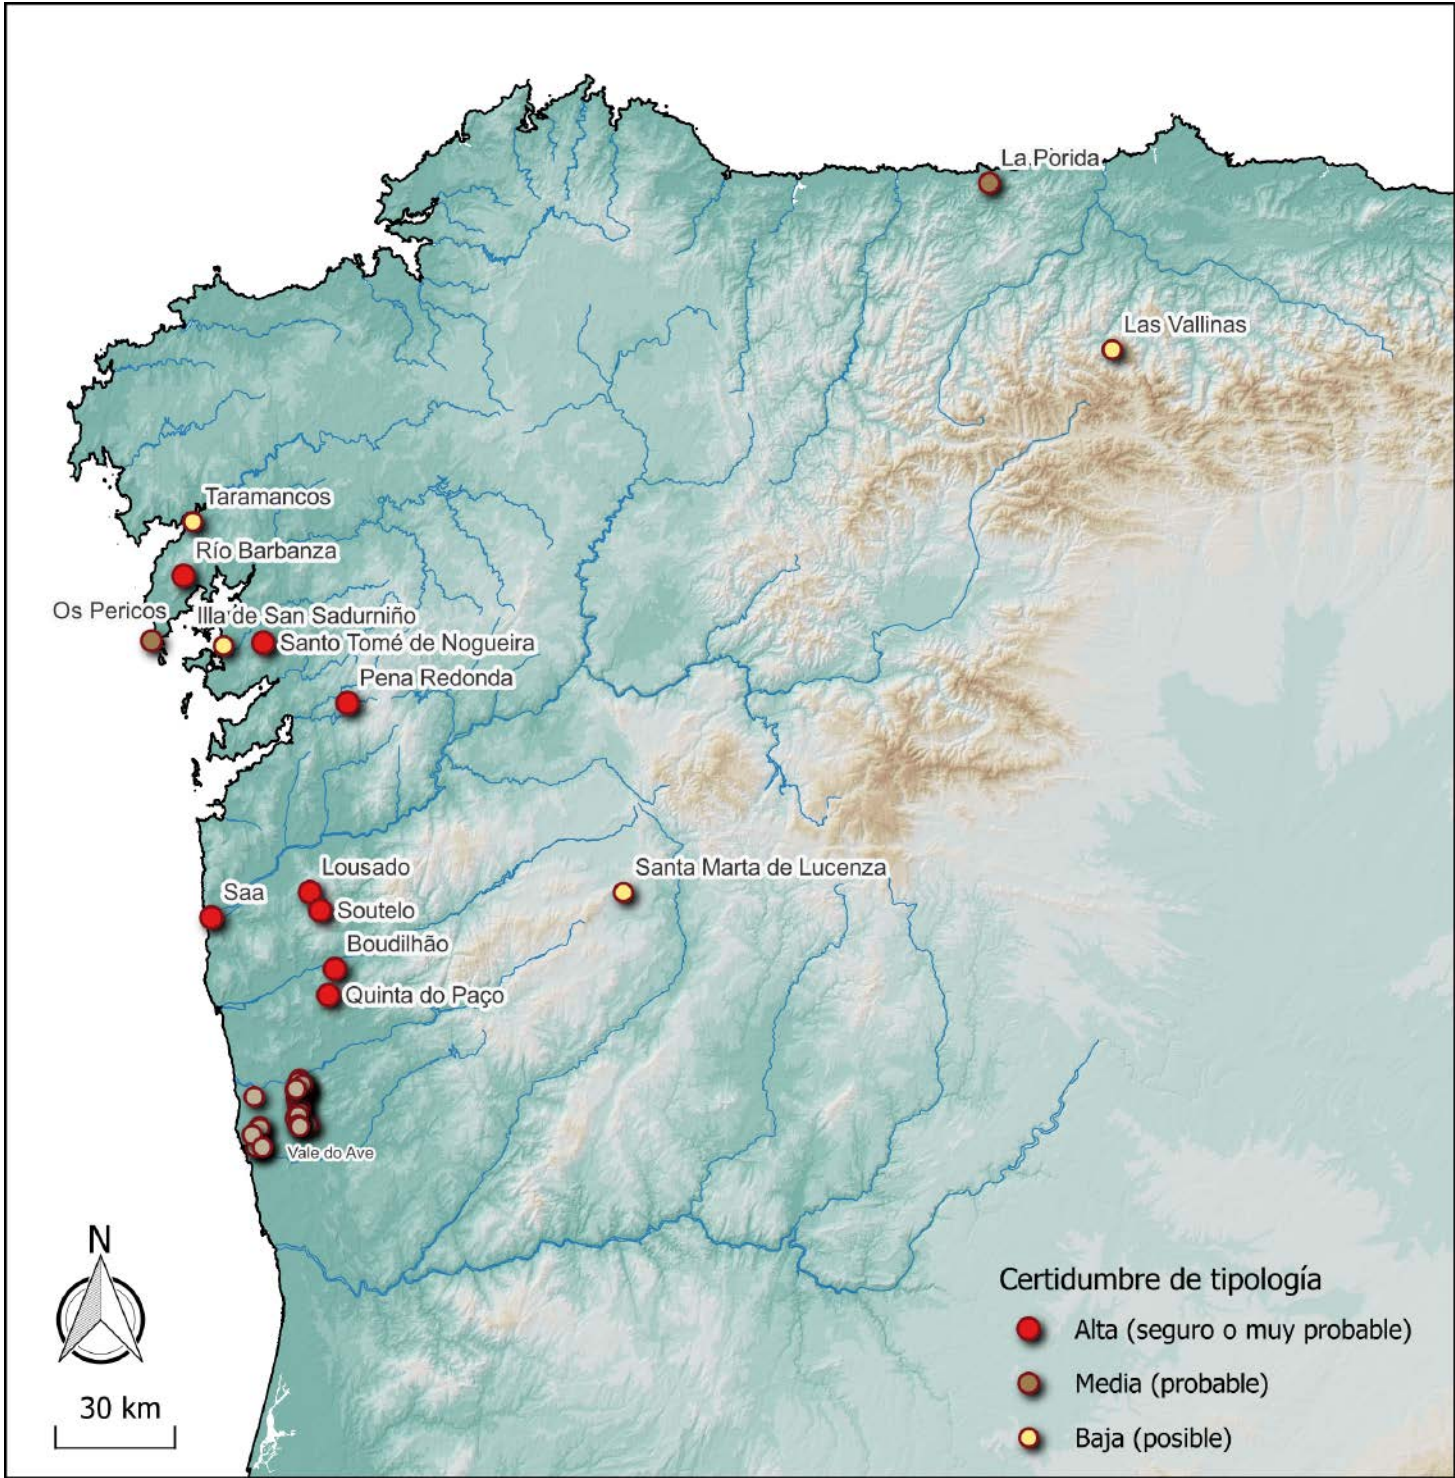 La Porida
Las Vallinas
Taramancos
Río Barbanza
Os Pericos
Illa de San Sadurniño
Santo Tomé de Nogueira
Pena Redonda
Lousado
Santa Marta de Lucenza
Saa
Soutelo
Boudilhão
Quinta do Paço
Vale do Ave
N
30 km
Certidumbre de tipología
Alta (seguro o muy probable)
Media (probable)
Baja (posible)